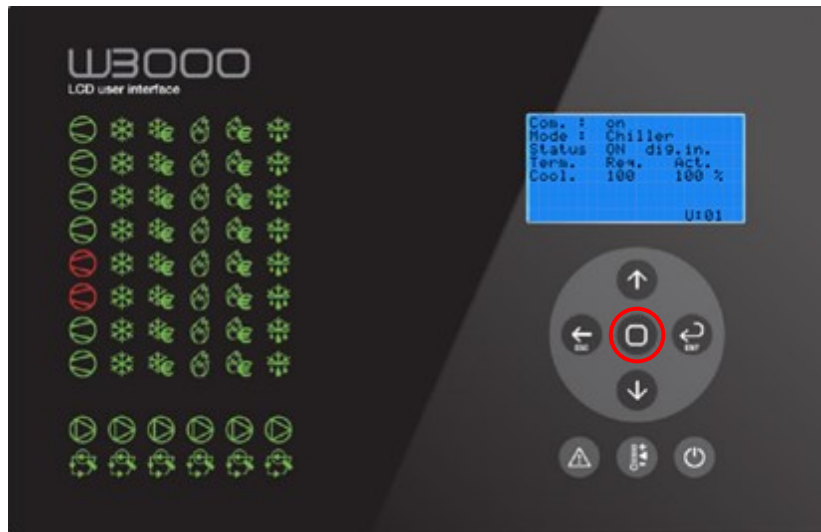 W3000
LCD user interface
Com. : on
Mode : Chiller
Status ON dig.in.
Term. Req. Act.
Cool. 100 100 %
U:01
ESC
ENT